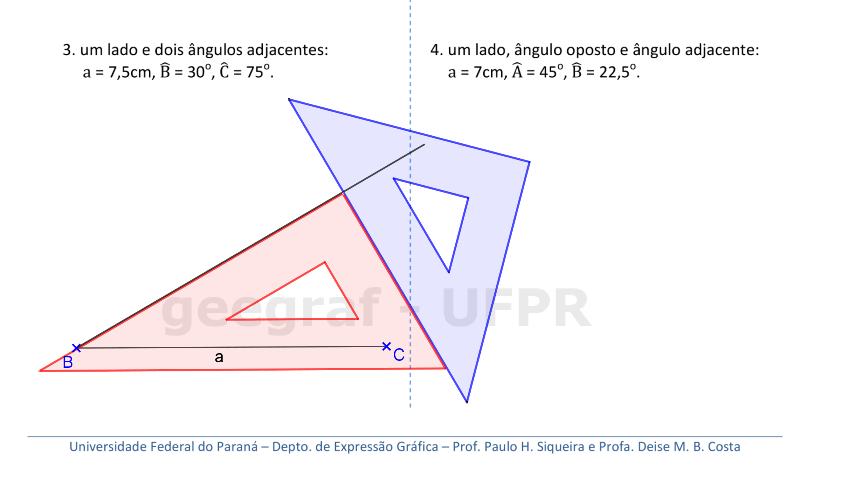 3. um lado e dois ângulos adjacentes:
a = 7,5cm, B̂ = 30°, Ĉ = 75°.
4. um lado, ângulo oposto e ângulo adjacente:
a = 7cm, Â = 45°, B̂ = 22,5°.
geegraf - UFPR
B
a
C
Universidade Federal do Paraná – Depto. de Expressão Gráfica – Prof. Paulo H. Siqueira e Profa. Deise M. B. Costa